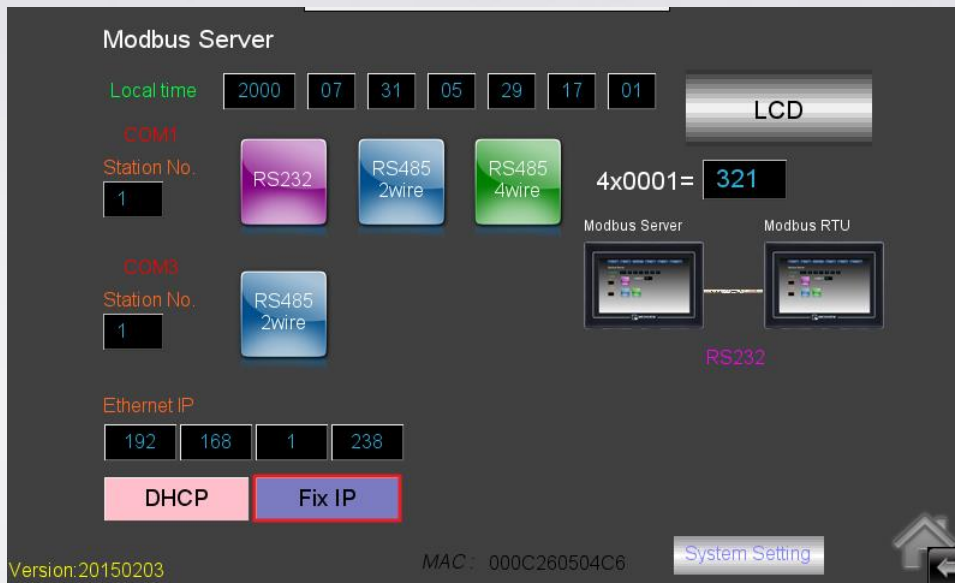 Modbus Server
Local time 2000 07 31 05 29 17 01
LCD
COM1
Station No.
1
RS232
RS485
2wire
RS485
4wire
4x0001= 321
Modbus Server
Modbus RTU
COM3
Station No.
1
RS485
2wire
RS232
Ethernet IP
192 168 1 238
DHCP
Fix IP
System Setting
MAC : 000C260504C6
Version:20150203